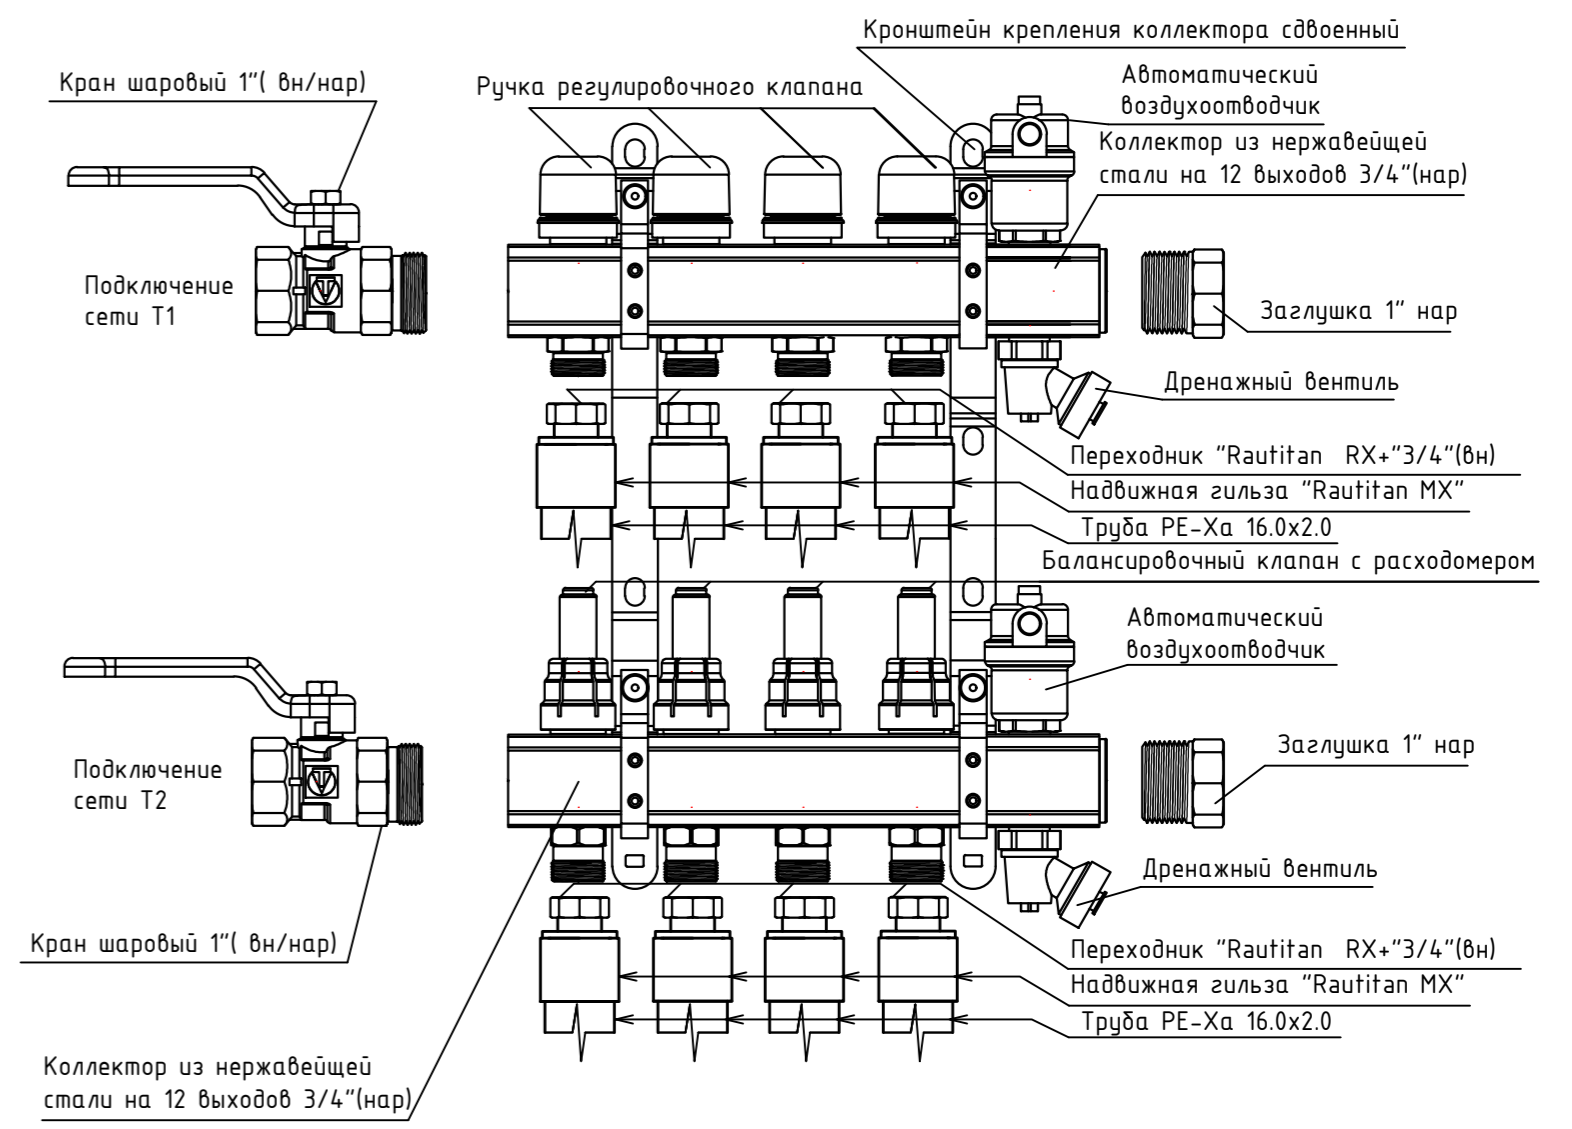 Кронштейн крепления коллектора сдвоенный
Кран шаровый 1"( вн/нар)
Ручка регулировочного клапана
Автоматический
воздухоотводчик
Коллектор из нержавейщей
стали на 12 выходов 3/4"(нар)
Подключение
сети Т1
Заглушка 1" нар
Дренажный вентиль
Переходник "Rautitan RX+"3/4"(вн)
Надвижная гильза "Rautitan MX"
Труба PE-Xa 16.0x2.0
Балансировочный клапан с расходомером
Автоматический
воздухоотводчик
Подключение
сети Т2
Заглушка 1" нар
Дренажный вентиль
Кран шаровый 1"( вн/нар)
Переходник "Rautitan RX+"3/4"(вн)
Надвижная гильза "Rautitan MX"
Труба PE-Xa 16.0x2.0
Коллектор из нержавейщей
стали на 12 выходов 3/4"(нар)